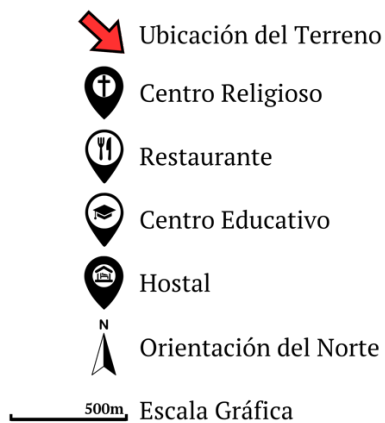 Ubicación del Terreno
Centro Religioso
Restaurante
Centro Educativo
Hostal
N
Orientación del Norte
500m Escala Gráfica